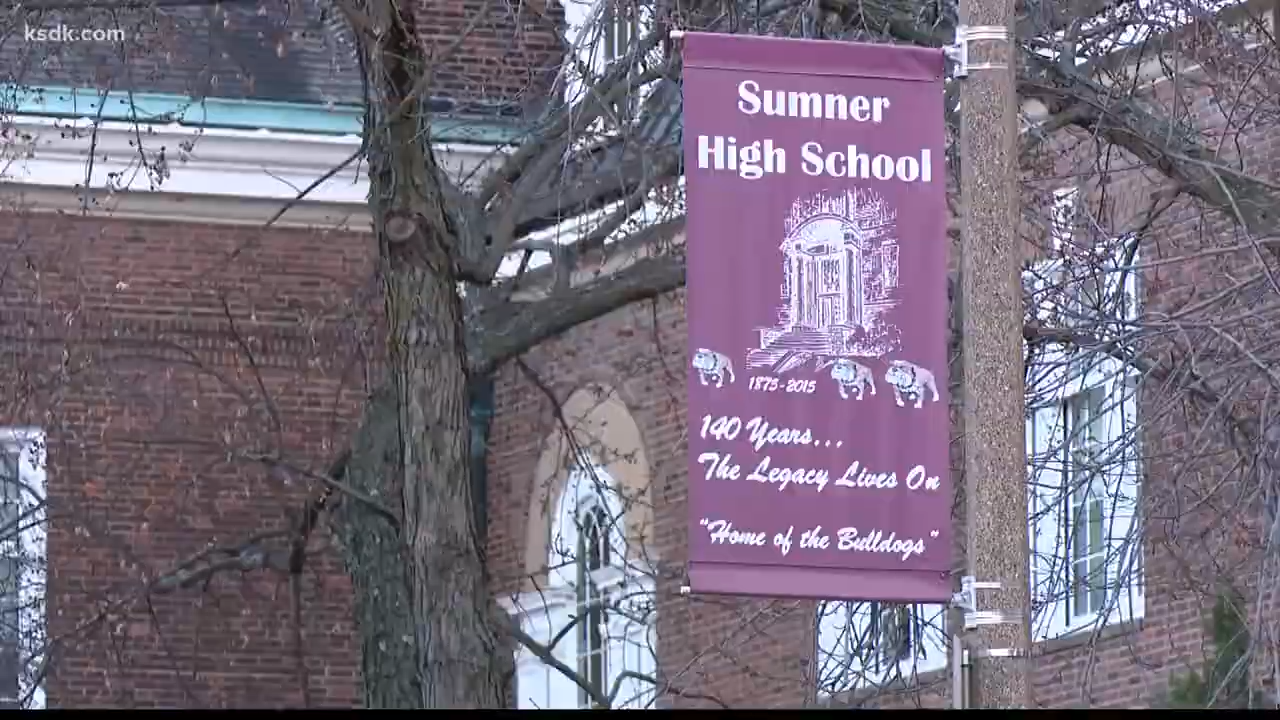 ksdk.com
Sumner
High School
1875-2015
140 Years...
The Legacy Lives On
"Home of the Bulldogs"